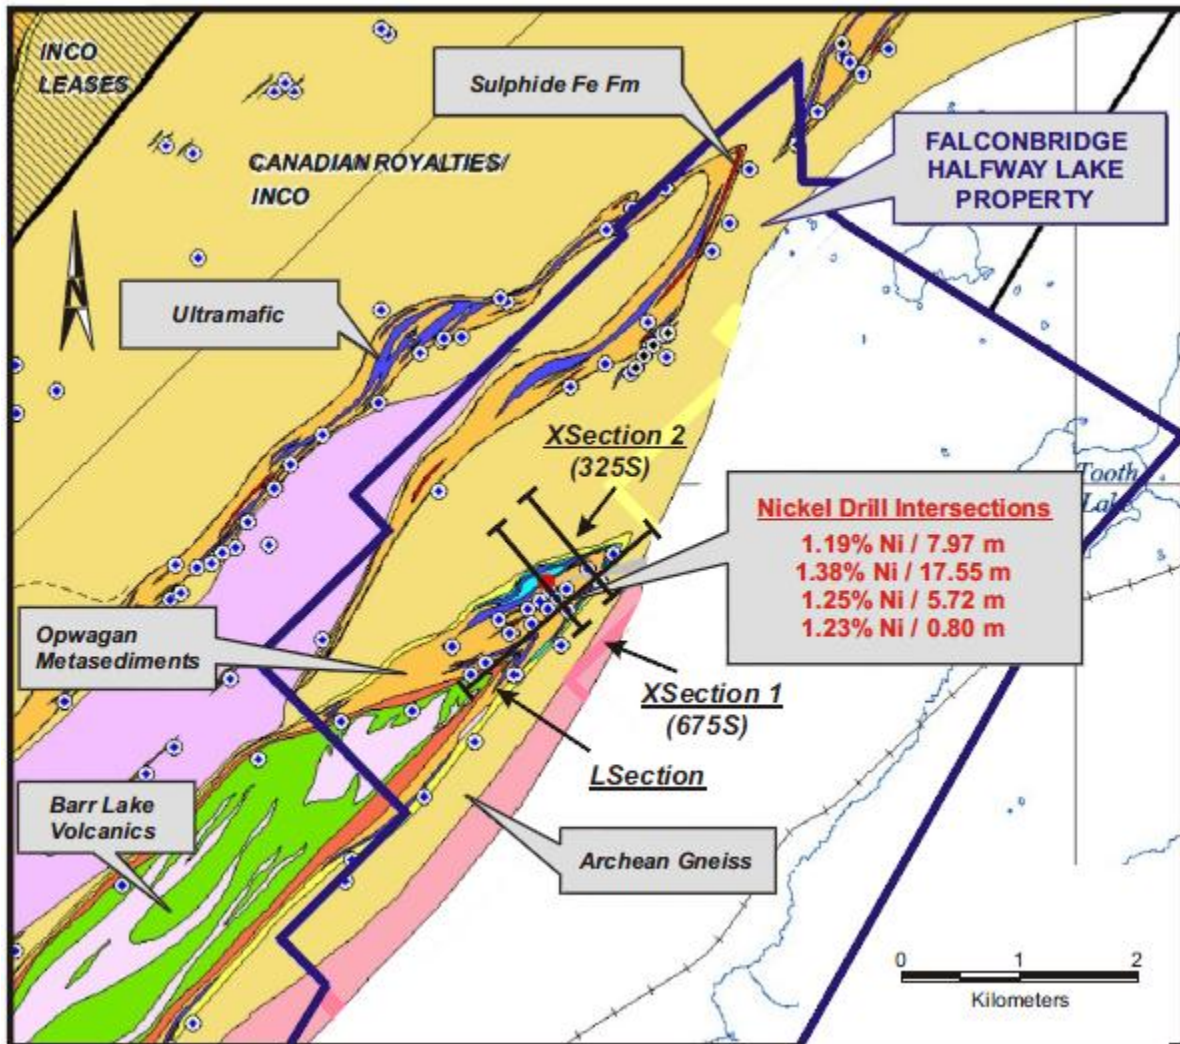 INCO
LEASES
Sulphide Fe Fm
FALCONBRIDGE
HALFWAY LAKE
PROPERTY
CANADIAN ROYALTIES/
INCO
N
Ultramafic
XSection 2
(325S)
Tooth
Lake
Nickel Drill Intersections
1.19% Ni / 7.97 m
1.38% Ni / 17.55 m
1.25% Ni / 5.72 m
1.23% Ni / 0.80 m
Opwagan
Metasediments
XSection 1
(675S)
LSection
Barr Lake
Volcanics
Archean Gneiss
0 1 2
Kilometers